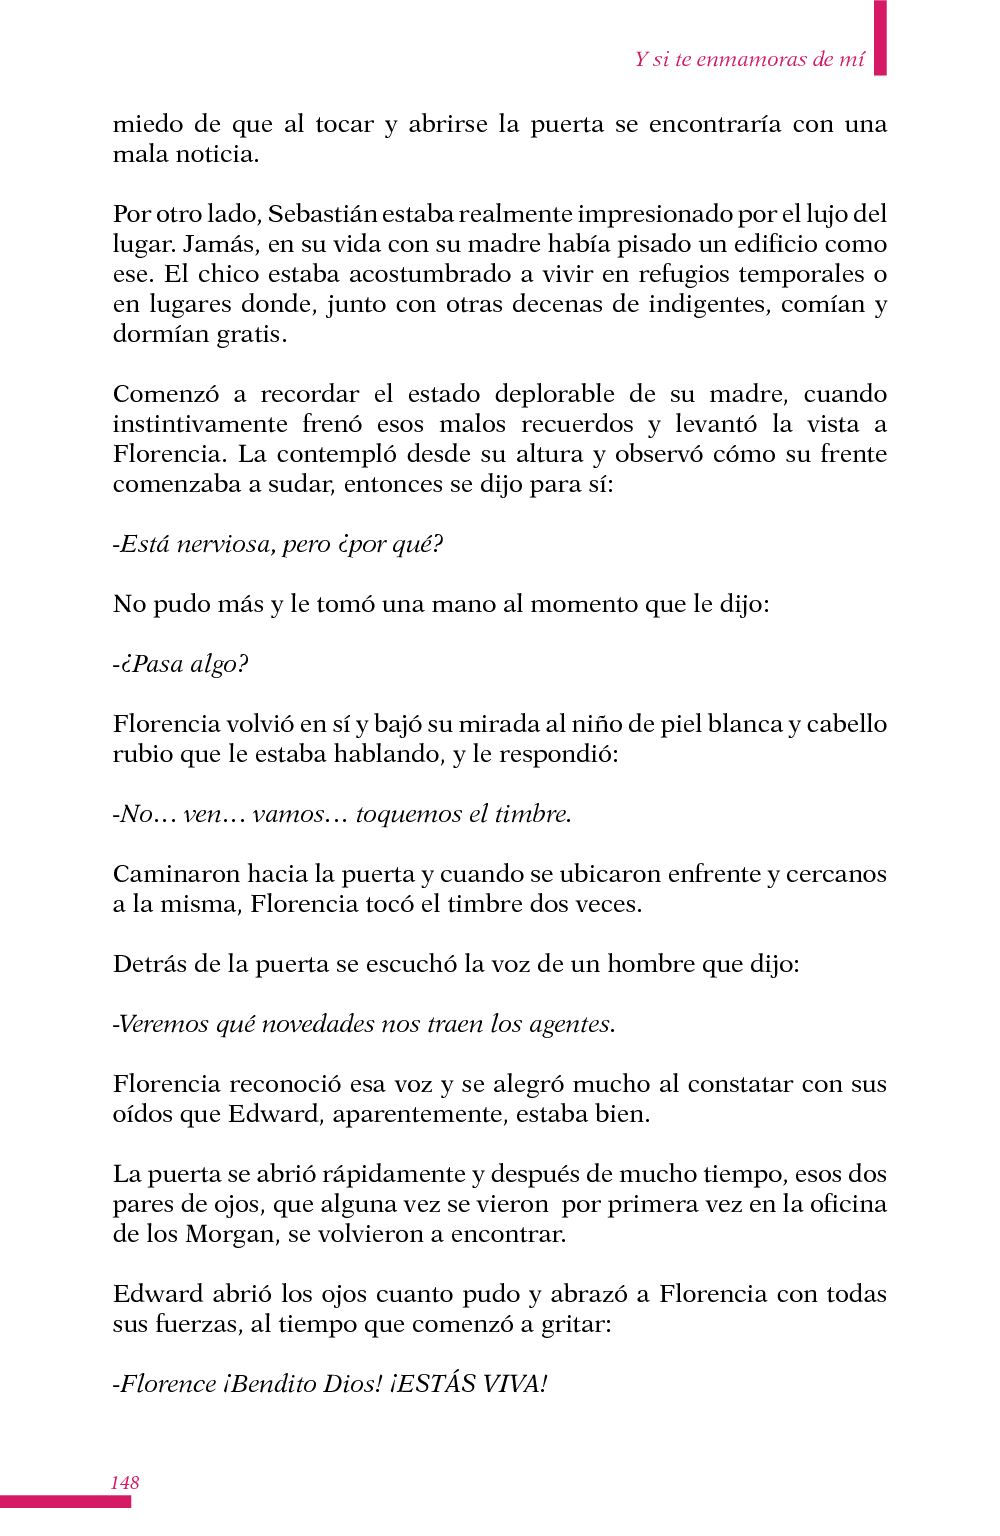 Y si te enmamoras de mí
miedo de que al tocar y abrirse la puerta se encontraría con una
mala noticia.
Por otro lado, Sebastián estaba realmente impresionado por el lujo del
lugar. Jamás, en su vida con su madre había pisado un edificio como
ese. El chico estaba acostumbrado a vivir en refugios temporales o
en lugares donde, junto con otras decenas de indigentes, comían y
dormían gratis.
Comenzó a recordar el estado deplorable de su madre, cuando
instintivamente frenó esos malos recuerdos y levantó la vista a
Florencia. La contempló desde su altura y observó cómo su frente
comenzaba a sudar, entonces se dijo para sí:
-Está nerviosa, pero ¿por qué?
No pudo más y le tomó una mano al momento que le dijo:
-¿Pasa algo?
Florencia volvió en sí y bajó su mirada al niño de piel blanca y cabello
rubio que le estaba hablando, y le respondió:
-No… ven… vamos… toquemos el timbre.
Caminaron hacia la puerta y cuando se ubicaron enfrente y cercanos
a la misma, Florencia tocó el timbre dos veces.
Detrás de la puerta se escuchó la voz de un hombre que dijo:
-Veremos qué novedades nos traen los agentes.
Florencia reconoció esa voz y se alegró mucho al constatar con sus
oídos que Edward, aparentemente, estaba bien.
La puerta se abrió rápidamente y después de mucho tiempo, esos dos
pares de ojos, que alguna vez se vieron  por primera vez en la oficina
de los Morgan, se volvieron a encontrar.
Edward abrió los ojos cuanto pudo y abrazó a Florencia con todas
sus fuerzas, al tiempo que comenzó a gritar:
-Florence ¡Bendito Dios! ¡ESTÁS VIVA!
148